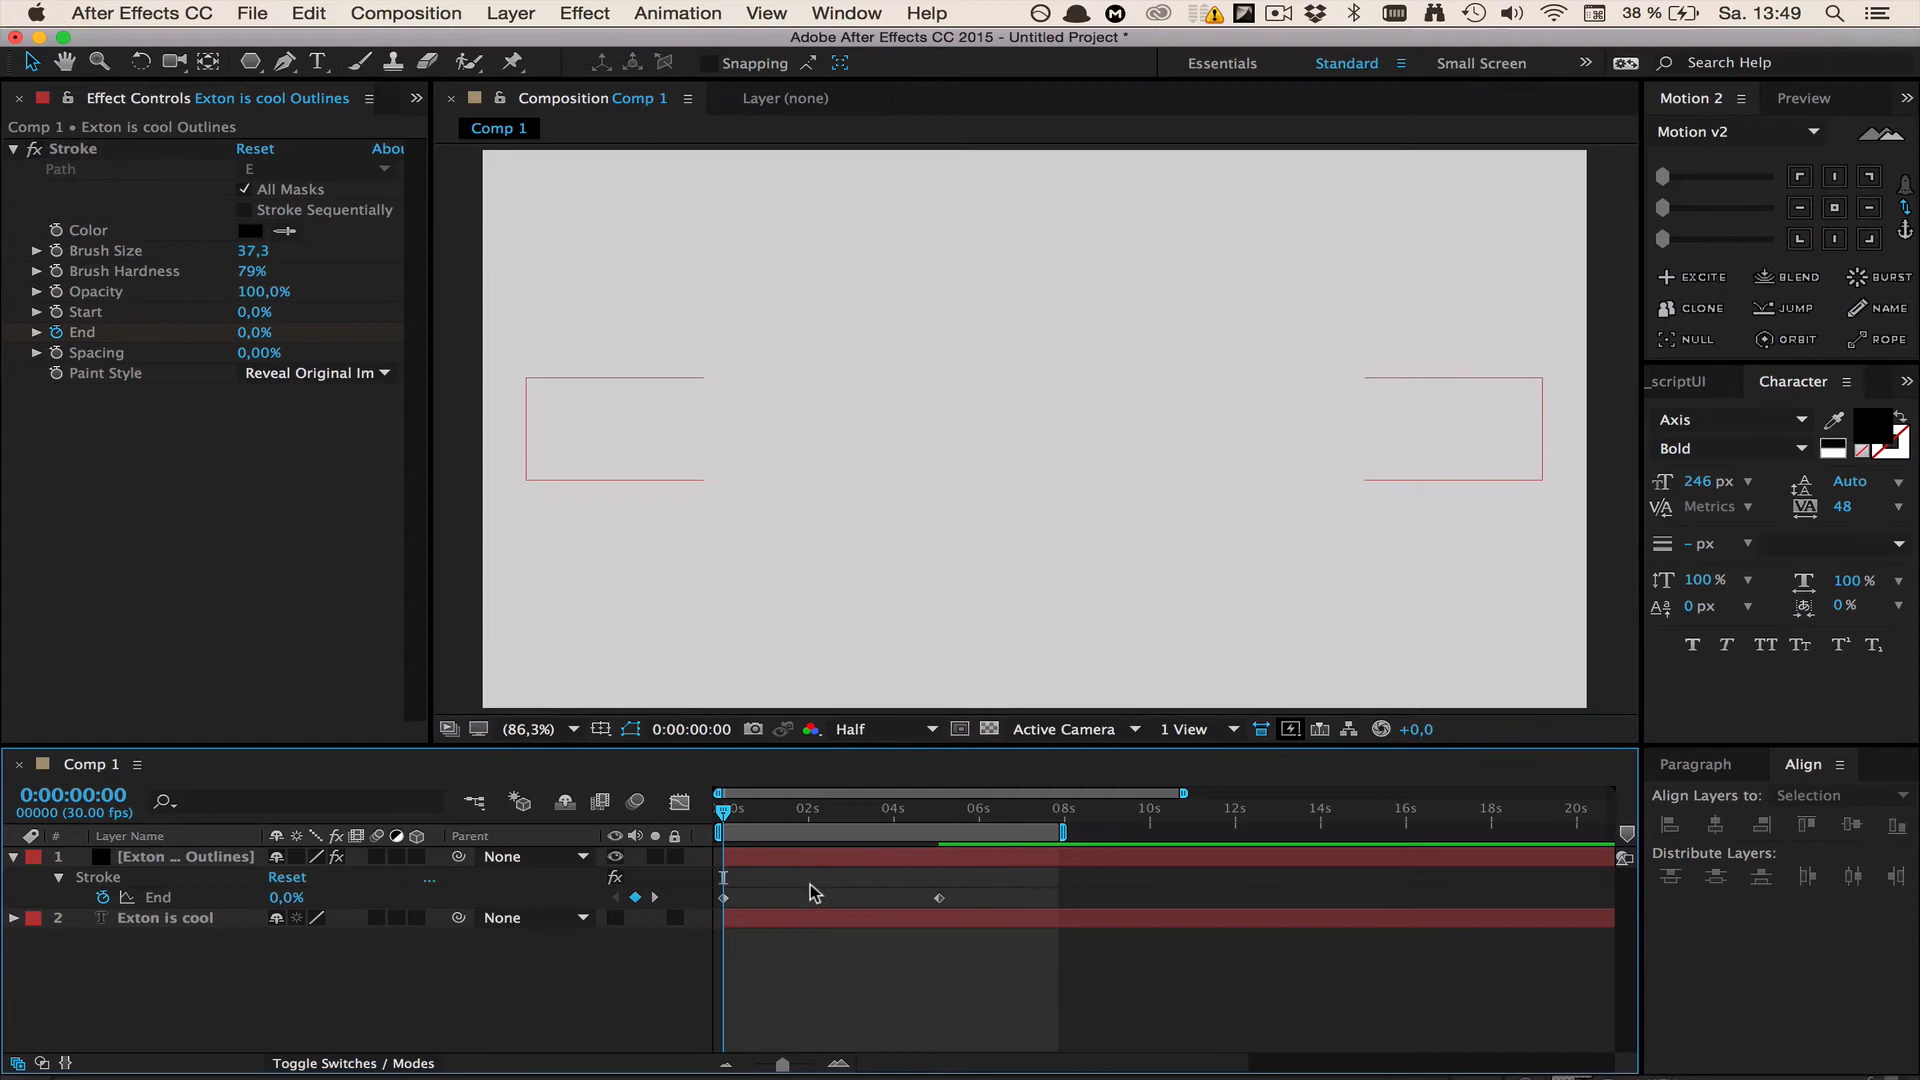 After Effects CC File Edit Composition Layer Effect Animation View Window Help 38 % Sa. 13:49
Adobe After Effects CC 2015 - Untitled Project *
Snapping Essentials Standard Small Screen Search Help
Effect Controls Exton is cool Outlines
Composition Comp 1 Layer (none)
Motion 2 Preview
Comp 1 • Exton is cool Outlines
Comp 1
Motion v2
fx Stroke Reset Abou
Path E
All Masks
Stroke Sequentially
Color
Brush Size 37,3
Brush Hardness 79%
Opacity 100,0%
Start 0,0%
End 0,0%
Spacing 0,00%
Paint Style Reveal Original Im
EXCITE BLEND BURST
CLONE JUMP NAME
NULL ORBIT ROPE
_scriptUI Character
Axis
Bold
246 px Auto
Metrics 48
– px
100 % 100 %
0 px 0 %
T T TT Tт T¹ T₁
(86,3%) 0:00:00:00 Half Active Camera 1 View +0,0
Comp 1
0:00:00:00
00000 (30.00 fps)
0s 02s 04s 06s 08s 10s 12s 14s 16s 18s 20s
# Layer Name fx Parent
1 [Exton ... Outlines] fx None
Stroke Reset ... fx
End 0,0%
2 T Exton is cool None
Toggle Switches / Modes
Paragraph Align
Align Layers to: Selection
Distribute Layers: